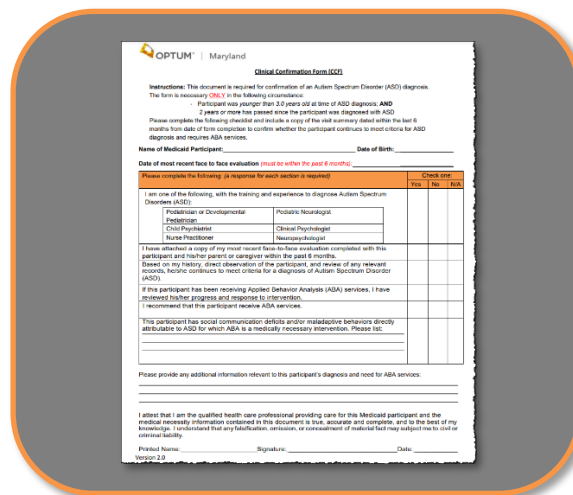 OPTUM™ | Maryland
Clinical Confirmation Form (CCF)
Instructions: This document is required for confirmation of an Autism Spectrum Disorder (ASD) diagnosis.
The form is necessary ONLY in the following circumstance:
- Participant was younger than 3.0 years old at time of ASD diagnosis; AND
2 years or more has passed since the participant was diagnosed with ASD
Please complete the following checklist and include a copy of the visit summary dated within the last 6
months from date of form completion to confirm whether the participant continues to meet criteria for ASD
diagnosis and requires ABA services.
Name of Medicaid Participant: Date of Birth:
Date of most recent face to face evaluation (must be within the past 6 months):
Please complete the following: (a response for each section is required) Check one:
Yes No N/A
I am one of the following, with the training and experience to diagnose Autism Spectrum
Disorders (ASD):
Pediatrician or Developmental Pediatric Neurologist
Pediatrician
Child Psychiatrist Clinical Psychologist
Nurse Practitioner Neuropsychologist
I have attached a copy of my most recent face-to-face evaluation completed with this
participant and his/her parent or caregiver within the past 6 months.
Based on my history, direct observation of the participant, and review of any relevant
records, he/she continues to meet criteria for a diagnosis of Autism Spectrum Disorder
(ASD).
If this participant has been receiving Applied Behavior Analysis (ABA) services, I have
reviewed his/her progress and response to intervention.
I recommend that this participant receive ABA services.
This participant has social communication deficits and/or maladaptive behaviors directly
attributable to ASD for which ABA is a medically necessary intervention. Please list:
Please provide any additional information relevant to this participant's diagnosis and need for ABA services:
I attest that I am the qualified health care professional providing care for this Medicaid participant and the
medical necessity information contained in this document is true, accurate and complete, and to the best of my
knowledge. I understand that any falsification, omission, or concealment of material fact may subject me to civil or
criminal liability.
Printed Name: Signature: Date:
Version 2.0